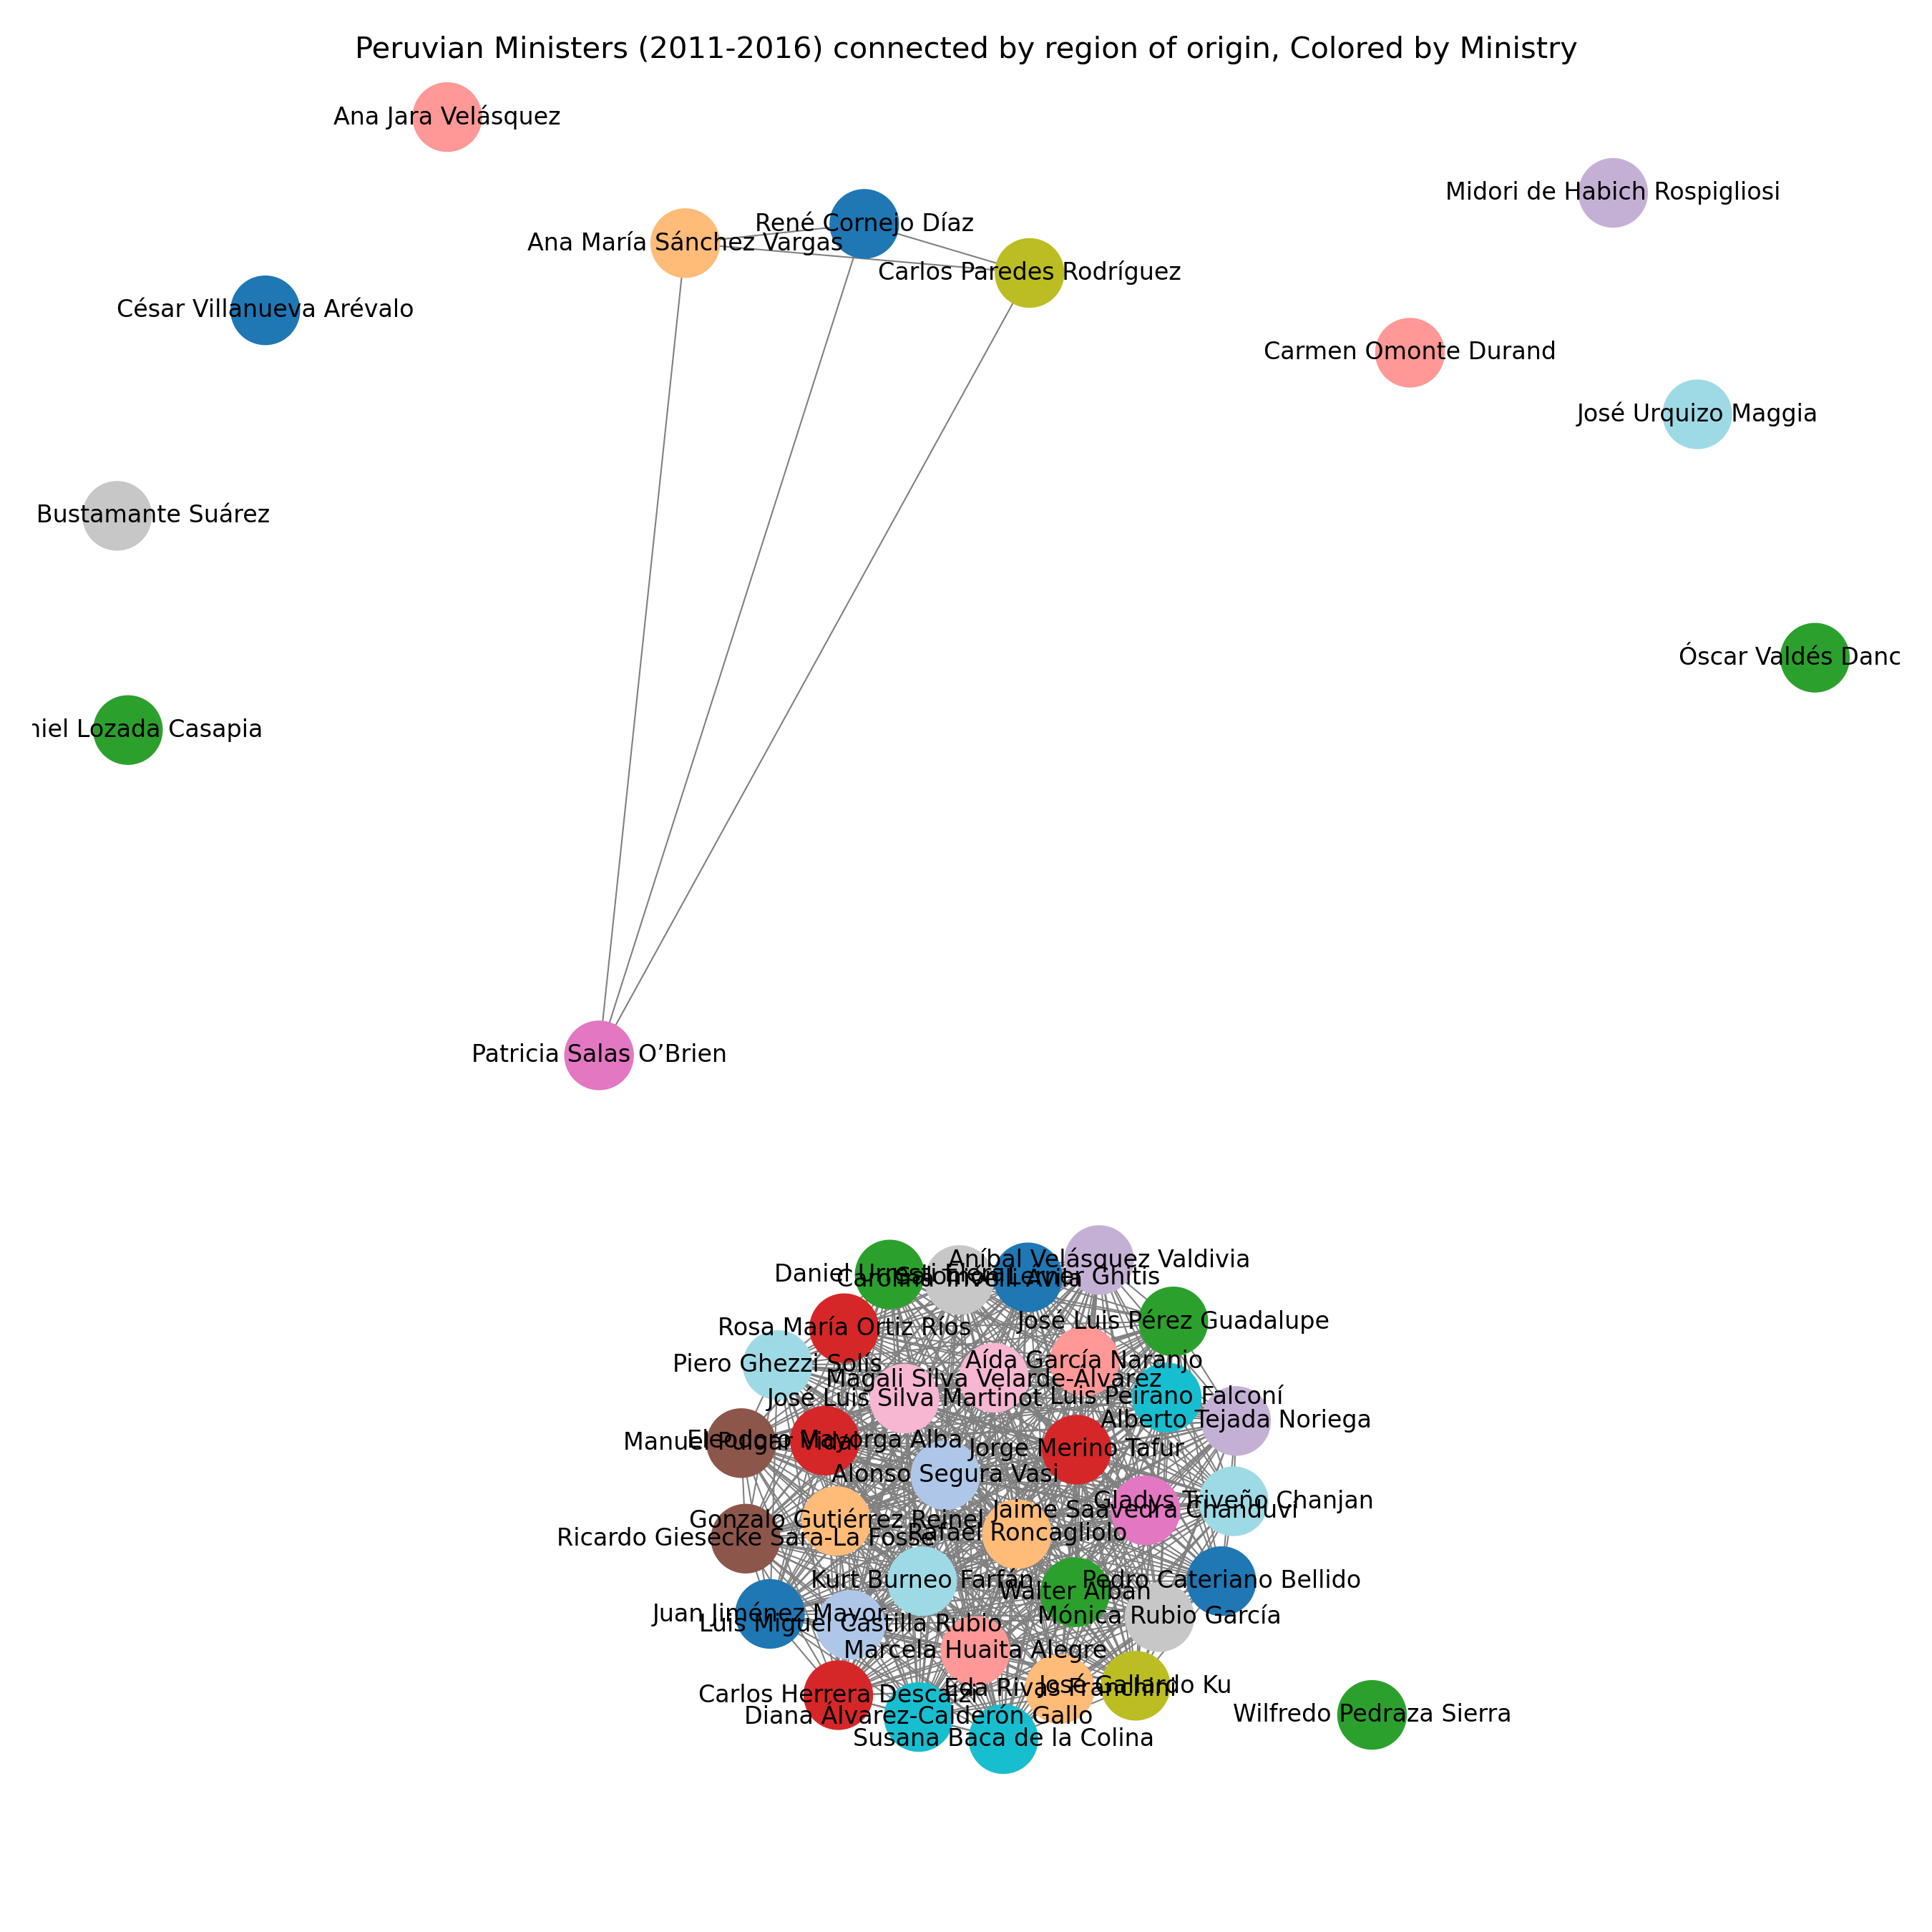 Peruvian Ministers (2011-2016) connected by region of origin, Colored by Ministry
Ana Jara Velásquez
Midori de Habich Rospigliosi
René Cornejo Díaz
Ana María Sánchez Vargas
Carlos Paredes Rodríguez
César Villanueva Arévalo
Carmen Omonte Durand
José Urquizo Maggia
Bustamante Suárez
Óscar Valdés Danc
niel Lozada Casapia
Patricia Salas O’Brien
Aníbal Velásquez Valdivia
Daniel Urresti Elera
Salomón Lerner Ghitis
Carolina Trivelli Avila
José Luis Pérez Guadalupe
Rosa María Ortiz Ríos
Aída García Naranjo
Piero Ghezzi Solís
Magali Silva Velarde-Álvarez
José Luis Silva Martinot
Luis Peirano Falconí
Alberto Tejada Noriega
Manuel Pulgar Vidal
Eleodoro Mayorga Alba
Jorge Merino Tafur
Alonso Segura Vasi
Gladys Triveño Chanjan
Jaime Saavedra Chanduví
Gonzalo Gutiérrez Reinel
Rafael Roncagliolo
Ricardo Giesecke Sara-La Fosse
Kurt Burneo Farfán
Pedro Cateriano Bellido
Walter Albán
Juan Jiménez Mayor
Mónica Rubio García
Luis Miguel Castilla Rubio
Marcela Huaita Alegre
José Gallardo Ku
Eda Rivas Franchini
Carlos Herrera Descalzi
Wilfredo Pedraza Sierra
Diana Álvarez-Calderón Gallo
Susana Baca de la Colina